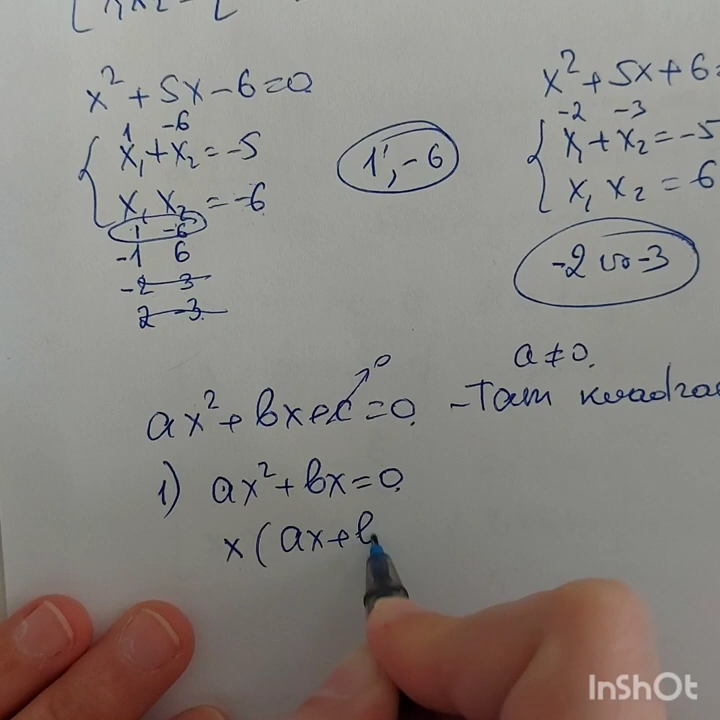 x² + 5x - 6 = 0
1 -6
x₁ + x₂ = -5
x₁ x₂ = -6
1 -6
-1 6
-2 3
2 -3
1; -6
x² + 5x + 6 =
-2 -3
x₁ + x₂ = -5
x₁ x₂ = 6
-2 və -3
a ≠ 0.
0
ax² + bx + c = 0 - Tam kvadra
1) ax² + bx = 0
x ( ax + b
InShOt